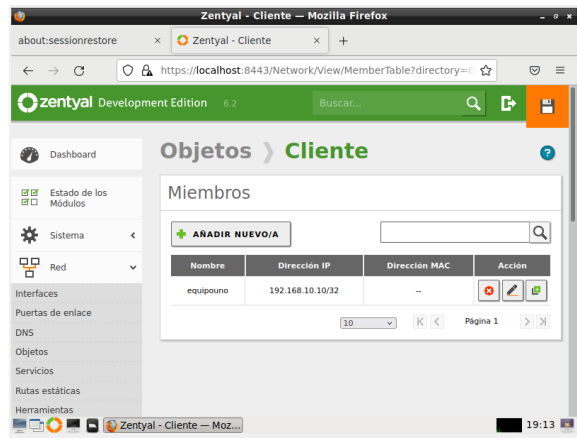 Zentyal - Cliente — Mozilla Firefox
about:sessionrestore
Zentyal - Cliente
https://localhost:8443/Network/View/MemberTable?directory=
zentyal Development Edition 6.2
Buscar...
Dashboard
Estado de los
Módulos
Sistema
Red
Interfaces
Puertas de enlace
DNS
Objetos
Servicios
Rutas estáticas
Herramientas
Objetos Cliente
Miembros
AÑADIR NUEVO/A
Nombre Dirección IP Dirección MAC Acción
equipouno 192.168.10.10/32 --
10 Página 1
Zentyal - Cliente — Moz...
19:13